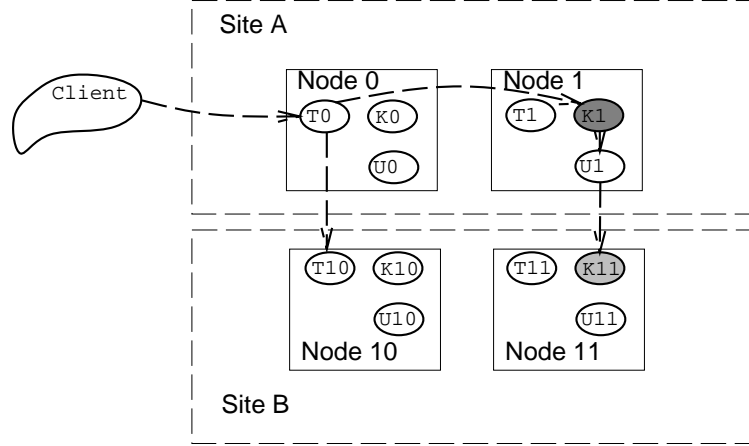 Site A
Client
Node 0
Node 1
T0
K0
T1
K1
U0
U1
T10
K10
T11
K11
U10
U11
Node 10
Node 11
Site B